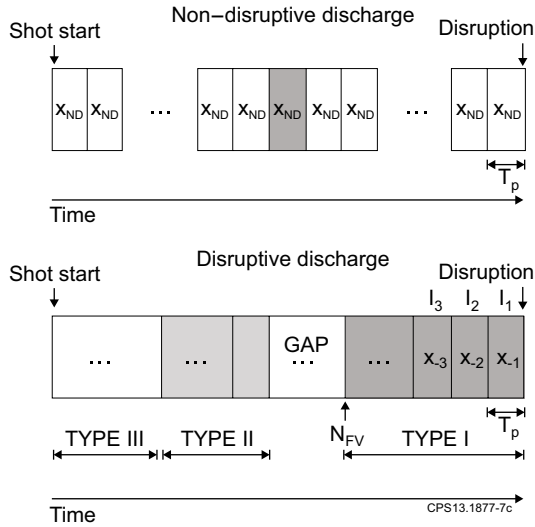 Non–disruptive discharge
Shot start Disruption
X_ND X_ND ... X_ND X_ND X_ND X_ND X_ND ... X_ND X_ND
T_p
Time
Disruptive discharge
Shot start Disruption
I_3 I_2 I_1
GAP
... ... ... ... X_-3 X_-2 X_-1
TYPE III TYPE II N_FV TYPE I T_p
CPS13.1877-7c
Time